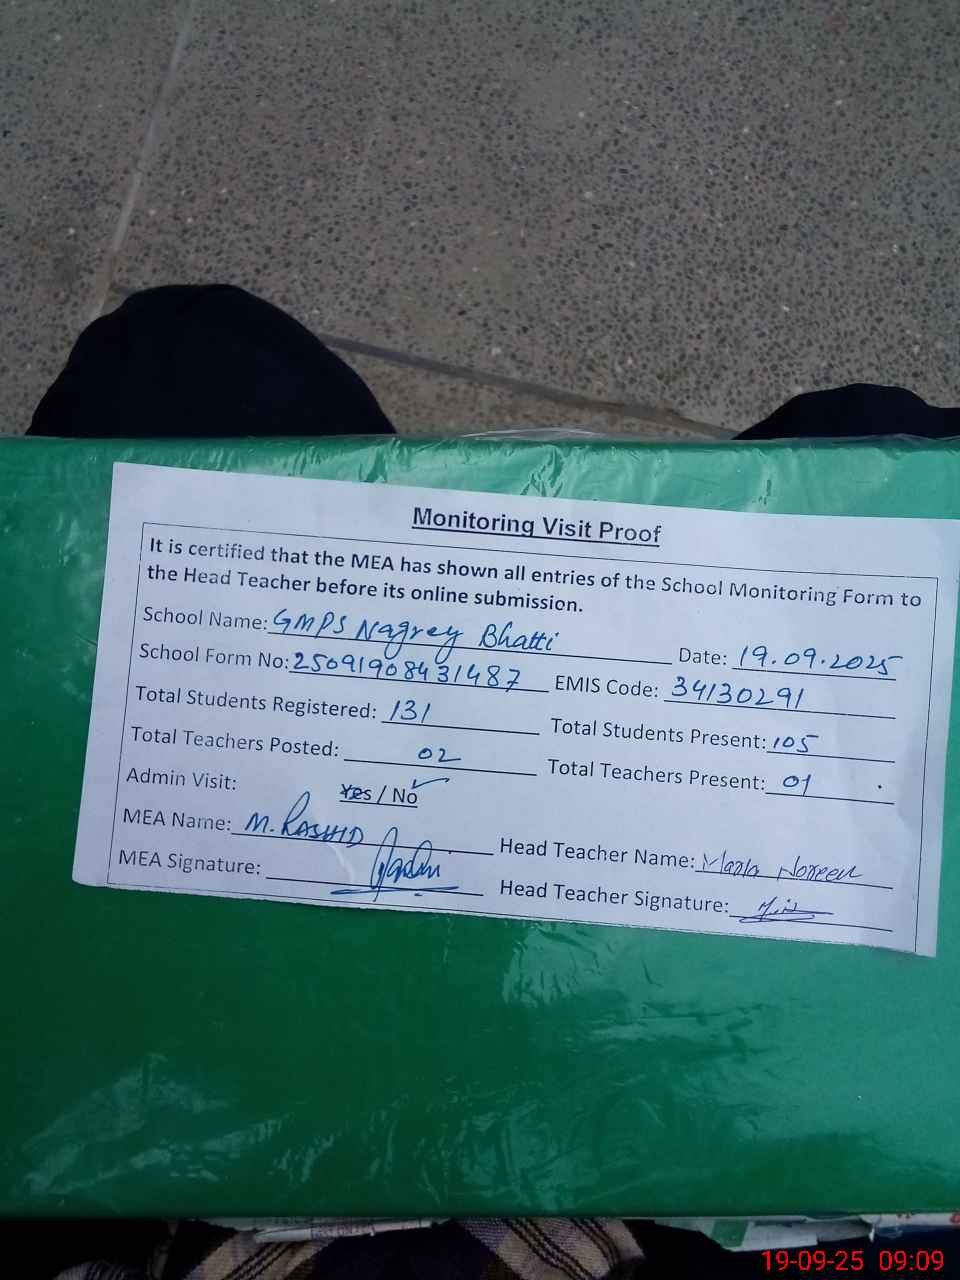 Monitoring Visit Proof
It is certified that the MEA has shown all entries of the School Monitoring Form to
the Head Teacher before its online submission.
School Name: GMPS Nagrey Bhatti Date: 19.09.2025
School Form No: 25091908431487 EMIS Code: 34130291
Total Students Registered: 131 Total Students Present: 105
Total Teachers Posted: 02 Total Teachers Present: 01
Admin Visit: Yes / No
MEA Name: M. RASHID Head Teacher Name: Noreen
MEA Signature: Head Teacher Signature:
19-09-25 09:09